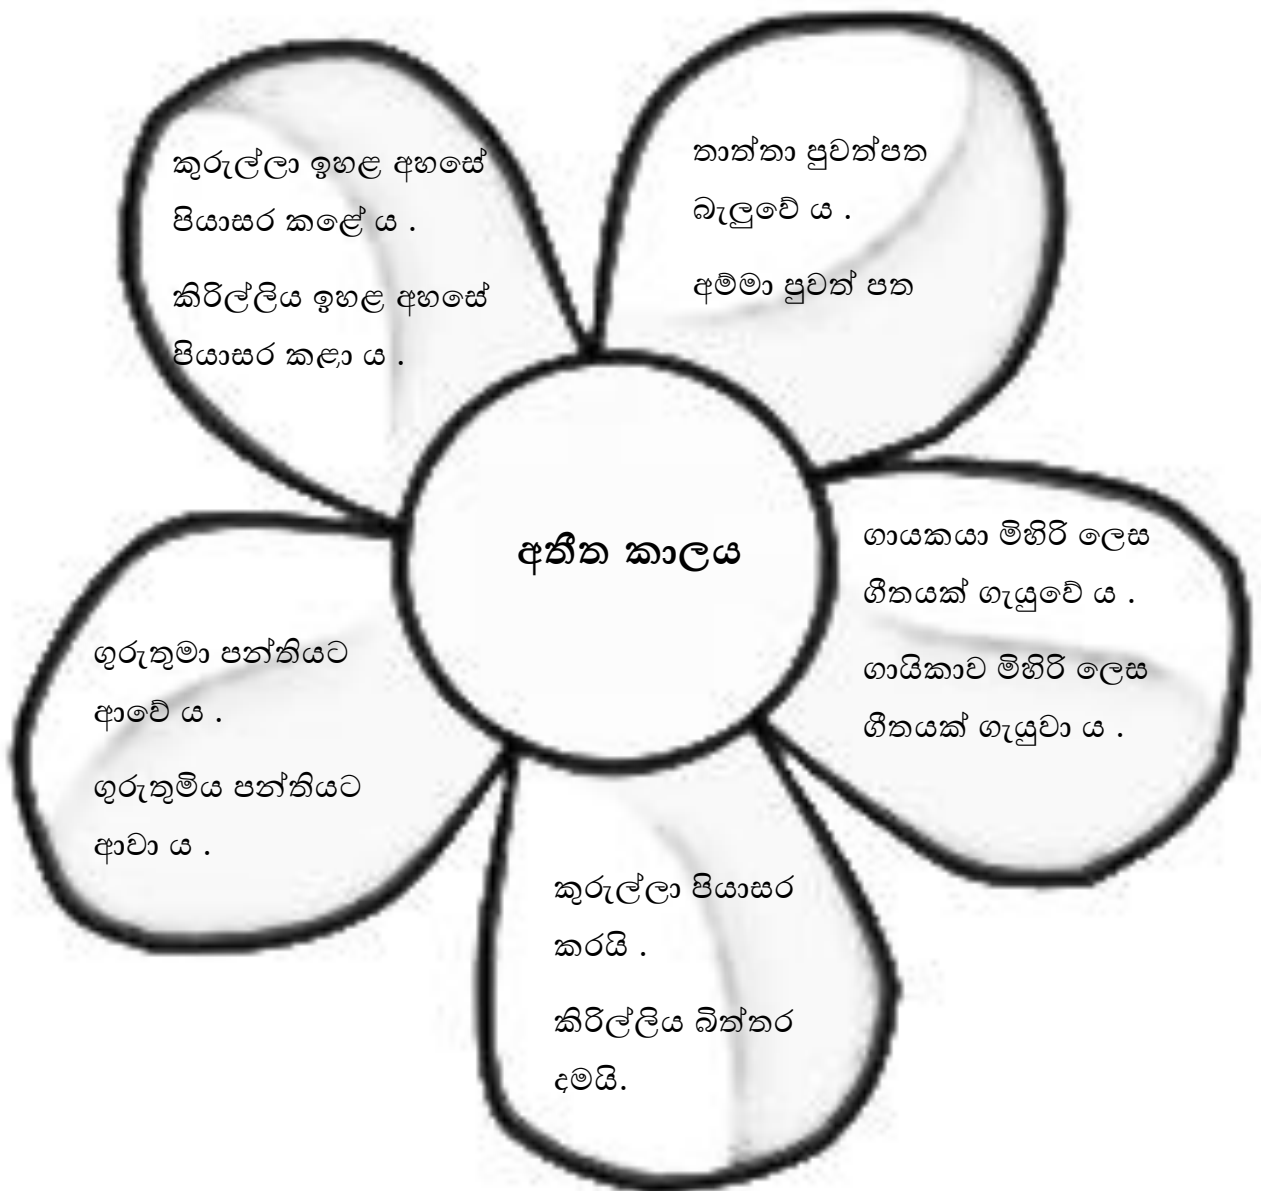 කුරුල්ලා ඉහළ අහසේ
පියාසර කළේ ය .
කිරිල්ලිය ඉහළ අහසේ
පියාසර කළා ය .
තාත්තා පුවත්පත
බැලුවේ ය .
අම්මා පුවත් පත
අතීත කාලය
ගායකයා මිහිරි ලෙස
ගීතයක් ගැයුවේ ය .
ගායිකාව මිහිරි ලෙස
ගීතයක් ගැයුවා ය .
ගුරුතුමා පන්තියට
ආවේ ය .
ගුරුතුමිය පන්තියට
ආවා ය .
කුරුල්ලා පියාසර
කරයි .
කිරිල්ලිය බිත්තර
දමයි.